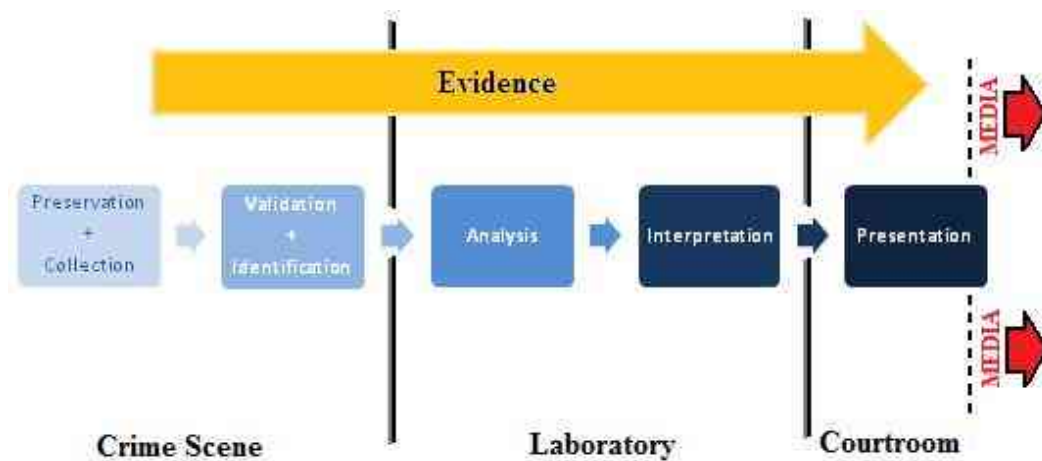 Evidence
MEDIA
Preservation
+
Collection
Validation
+
Identification
Analysis
Interpretation
Presentation
MEDIA
Crime Scene
Laboratory
Courtroom